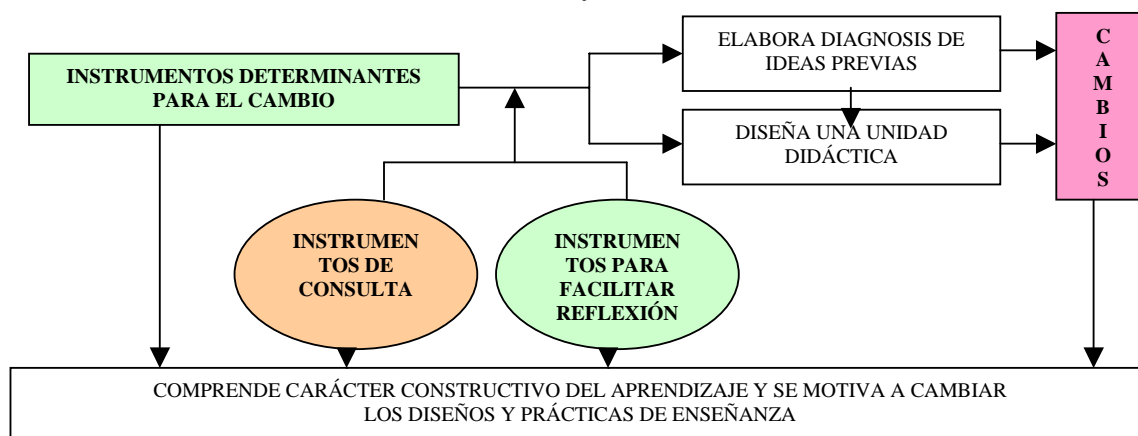 ELABORA DIAGNOSIS DE
IDEAS PREVIAS
INSTRUMENTOS DETERMINANTES
PARA EL CAMBIO
DISEÑA UNA UNIDAD
DIDÁCTICA
C
A
M
B
I
O
S
INSTRUMEN
TOS DE
CONSULTA
INSTRUMEN
TOS PARA
FACILITAR
REFLEXIÓN
COMPRENDE CARÁCTER CONSTRUCTIVO DEL APRENDIZAJE Y SE MOTIVA A CAMBIAR
LOS DISEÑOS Y PRÁCTICAS DE ENSEÑANZA